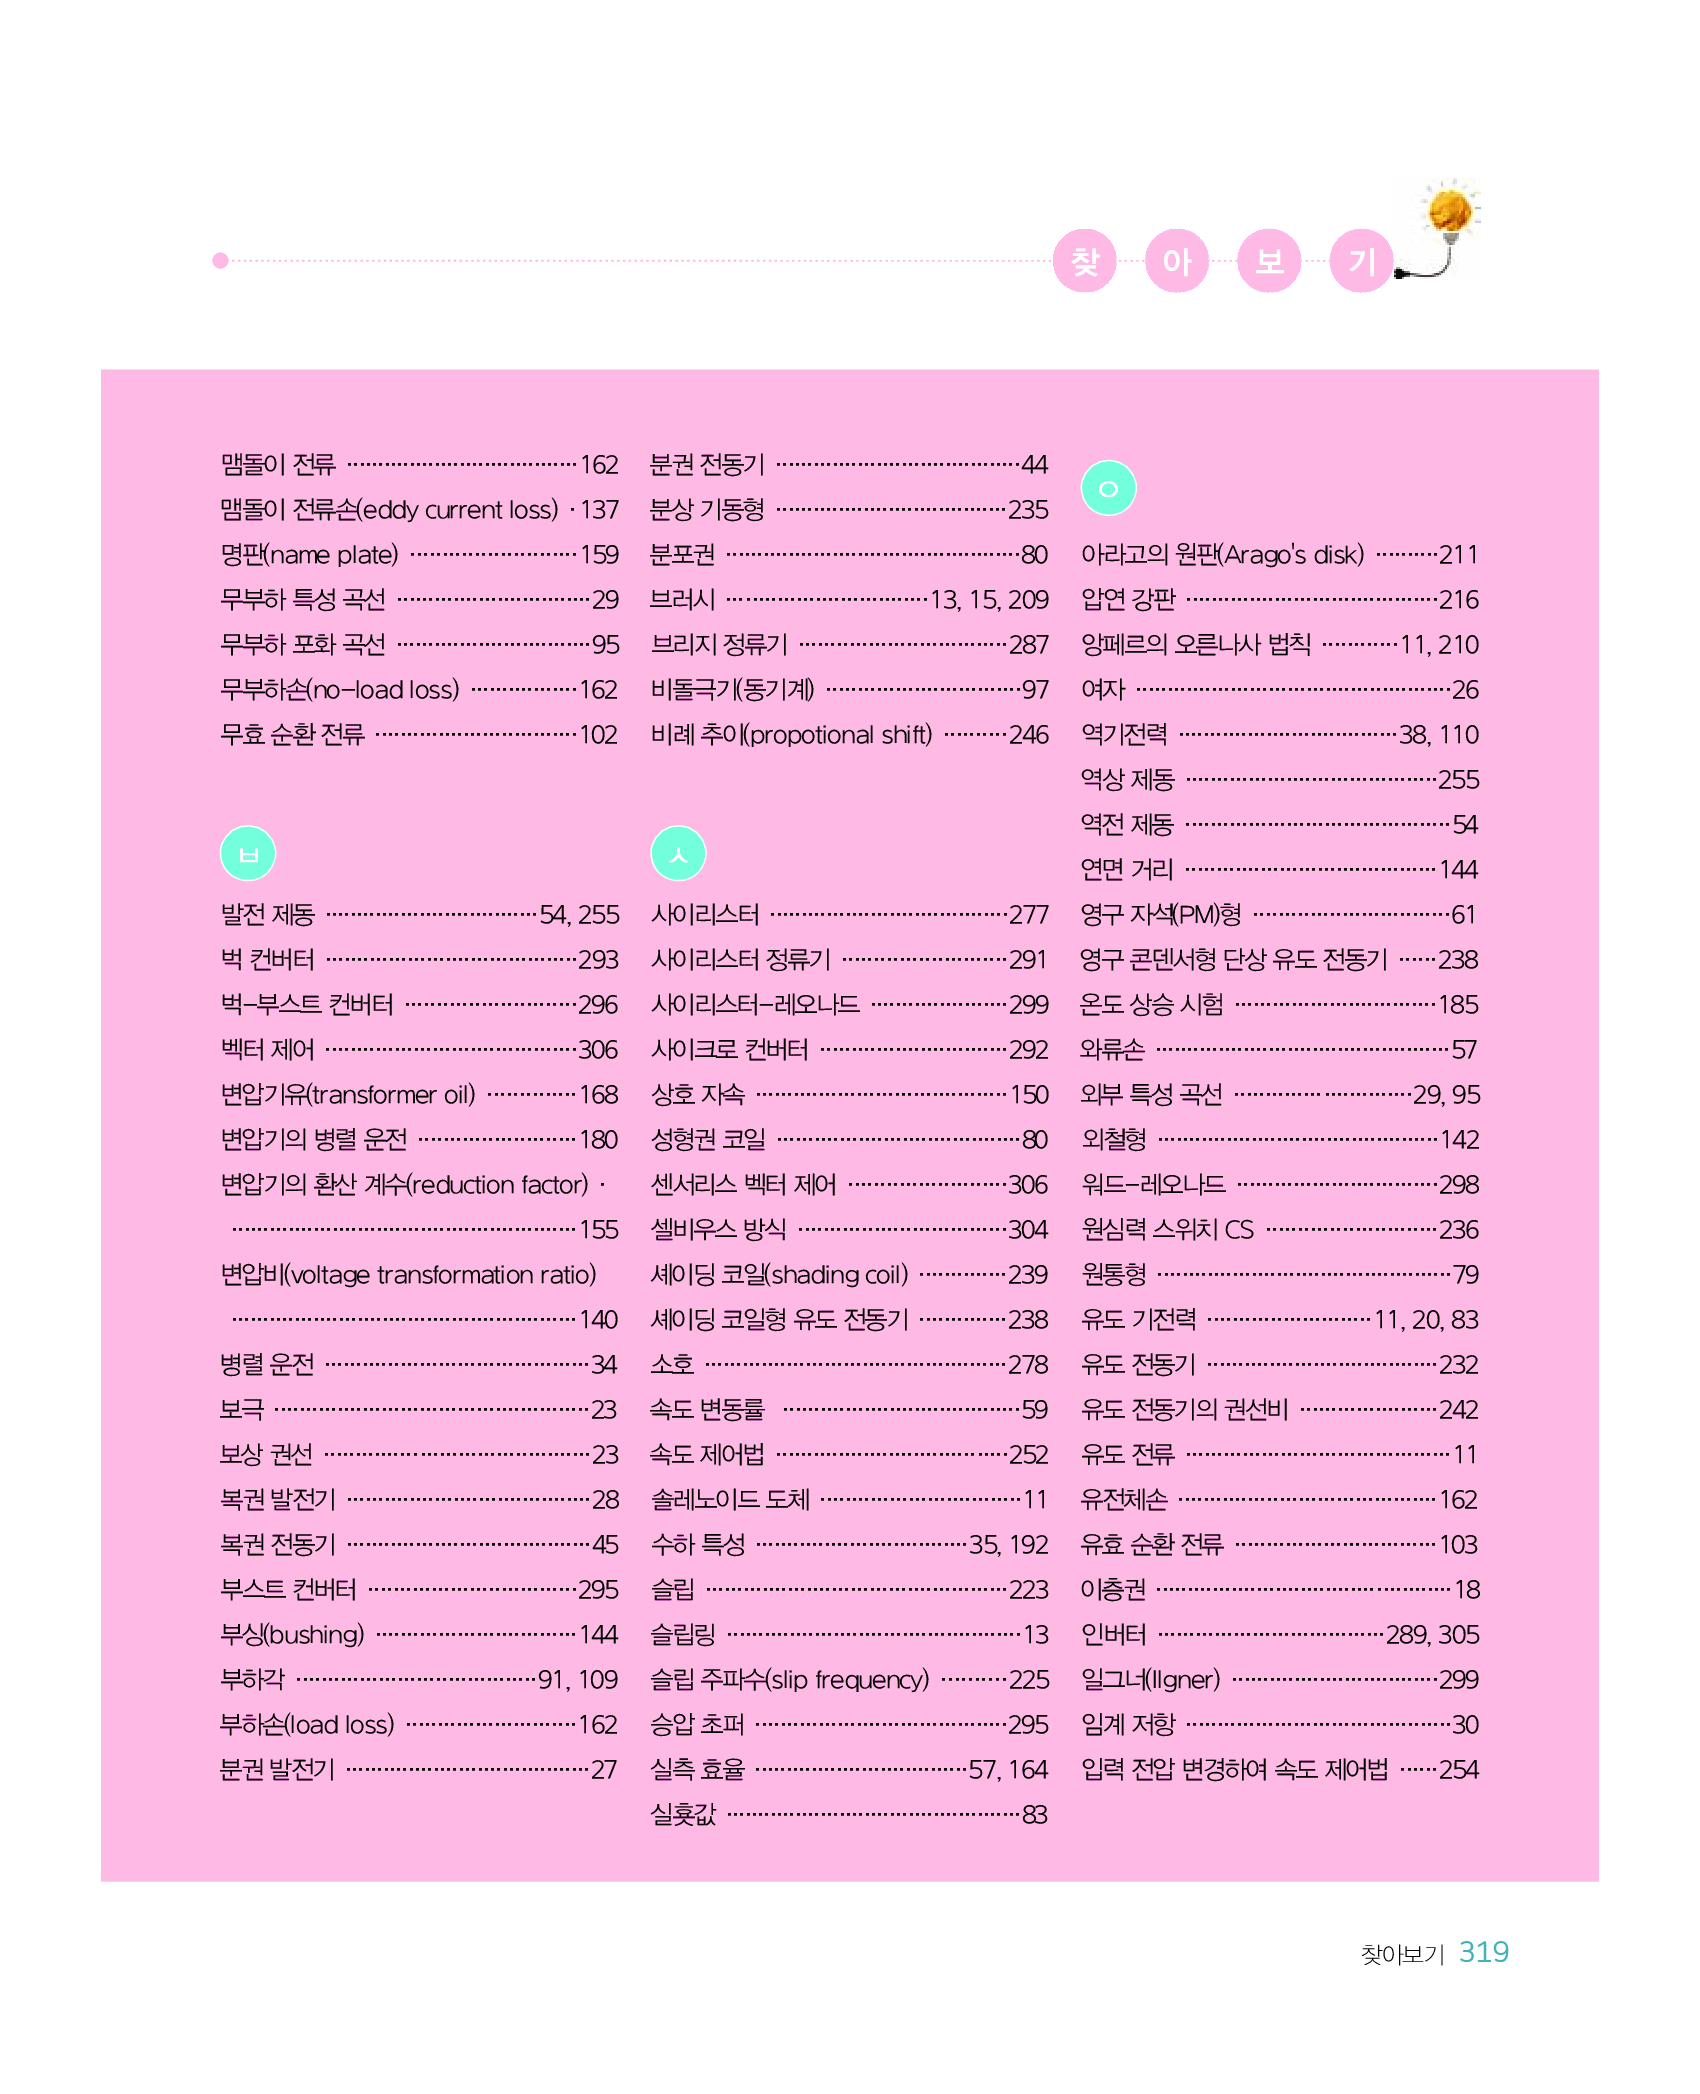 찾아보기
맴돌이 전류 ································ 162
맴돌이 전류손(eddy current loss) · 137
명판(name plate) ······················· 159
무부하 특성 곡선 ··························· 29
무부하 포화 곡선 ··························· 95
무부하손(no-load loss) ··············· 162
무효 순환 전류 ···························· 102
ㅂ
발전 제동 ····························· 54, 255
벅 컨버터 ··································· 293
벅-부스트 컨버터 ························ 296
벡터 제어 ··································· 306
변압기유(transformer oil) ············ 168
변압기의 병렬 운전 ······················ 180
변압기의 환산 계수(reduction factor) ·
················································ 155
변압비(voltage transformation ratio)
················································ 140
병렬 운전 ····································· 34
보극 ············································ 23
보상 권선 ····································· 23
복권 발전기 ·································· 28
복권 전동기 ·································· 45
부스트 컨버터 ····························· 295
부싱(bushing) ···························· 144
부하각 ································· 91, 109
부하손(load loss) ························ 162
분권 발전기 ·································· 27
분권 전동기 ·································· 44
분상 기동형 ································ 235
분포권 ········································· 80
브러시 ···························· 13, 15, 209
브리지 정류기 ····························· 287
비돌극기(동기계) ··························· 97
비례 추이(propotional shift) ········· 246
ㅅ
사이리스터 ································· 277
사이리스터 정류기 ······················· 291
사이리스터-레오나드 ··················· 299
사이크로 컨버터 ·························· 292
상호 자속 ··································· 150
성형권 코일 ·································· 80
센서리스 벡터 제어 ······················ 306
셀비우스 방식 ····························· 304
셰이딩 코일(shading coil) ············ 239
셰이딩 코일형 유도 전동기 ············ 238
소호 ·········································· 278
속도 변동률 ································· 59
속도 제어법 ································ 252
솔레노이드 도체 ···························· 11
수하 특성 ····························· 35, 192
슬립 ·········································· 223
슬립링 ········································· 13
슬립 주파수(slip frequency) ········· 225
승압 초퍼 ··································· 295
실측 효율 ····························· 57, 164
실횻값 ········································· 83
ㅇ
아라고의 원판(Arago's disk) ········· 211
압연 강판 ··································· 216
앙페르의 오른나사 법칙 ··········· 11, 210
여자 ············································ 26
역기전력 ······························ 38, 110
역상 제동 ··································· 255
역전 제동 ····································· 54
연면 거리 ··································· 144
영구 자석(PM)형 ··························· 61
영구 콘덴서형 단상 유도 전동기 ······ 238
온도 상승 시험 ···························· 185
와류손 ········································· 57
외부 특성 곡선 ························ 29, 95
외철형 ······································· 142
워드-레오나드 ···························· 298
원심력 스위치 CS ························ 236
원통형 ········································· 79
유도 기전력 ······················· 11, 20, 83
유도 전동기 ································ 232
유도 전동기의 권선비 ··················· 242
유도 전류 ····································· 11
유전체손 ···································· 162
유효 순환 전류 ···························· 103
이층권 ········································· 18
인버터 ······························· 289, 305
일그너(Ilgner) ···························· 299
임계 저항 ····································· 30
입력 전압 변경하여 속도 제어법 ······ 254
찾아보기 319